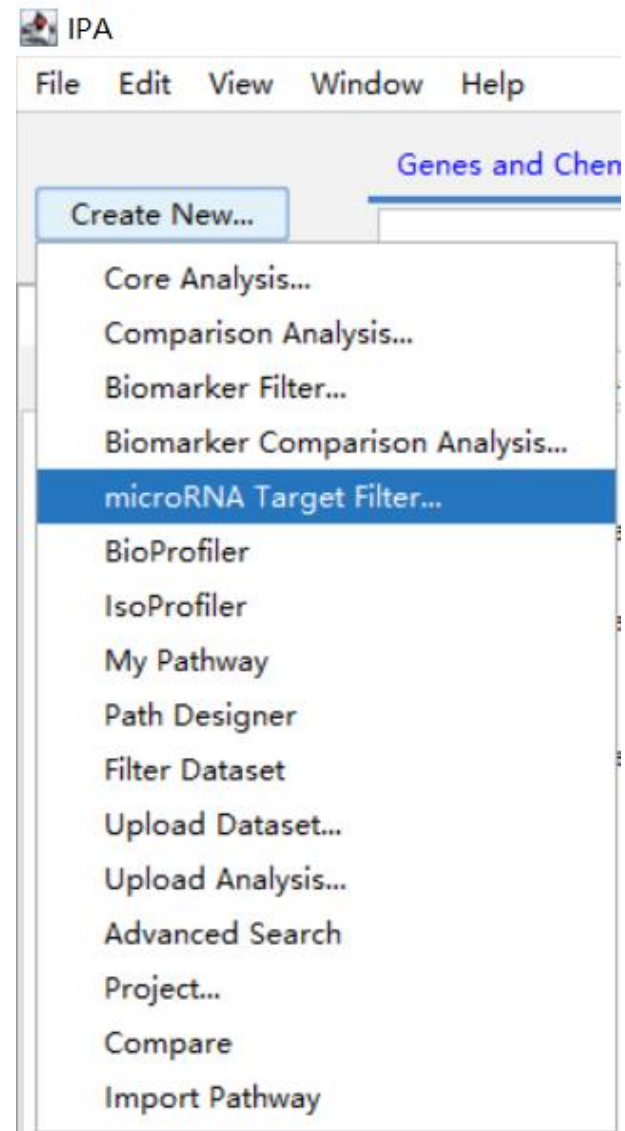 IPA
File Edit View Window Help
Genes and Chem
Create New...
Core Analysis...
Comparison Analysis...
Biomarker Filter...
Biomarker Comparison Analysis...
microRNA Target Filter...
BioProfiler
IsoProfiler
My Pathway
Path Designer
Filter Dataset
Upload Dataset...
Upload Analysis...
Advanced Search
Project...
Compare
Import Pathway